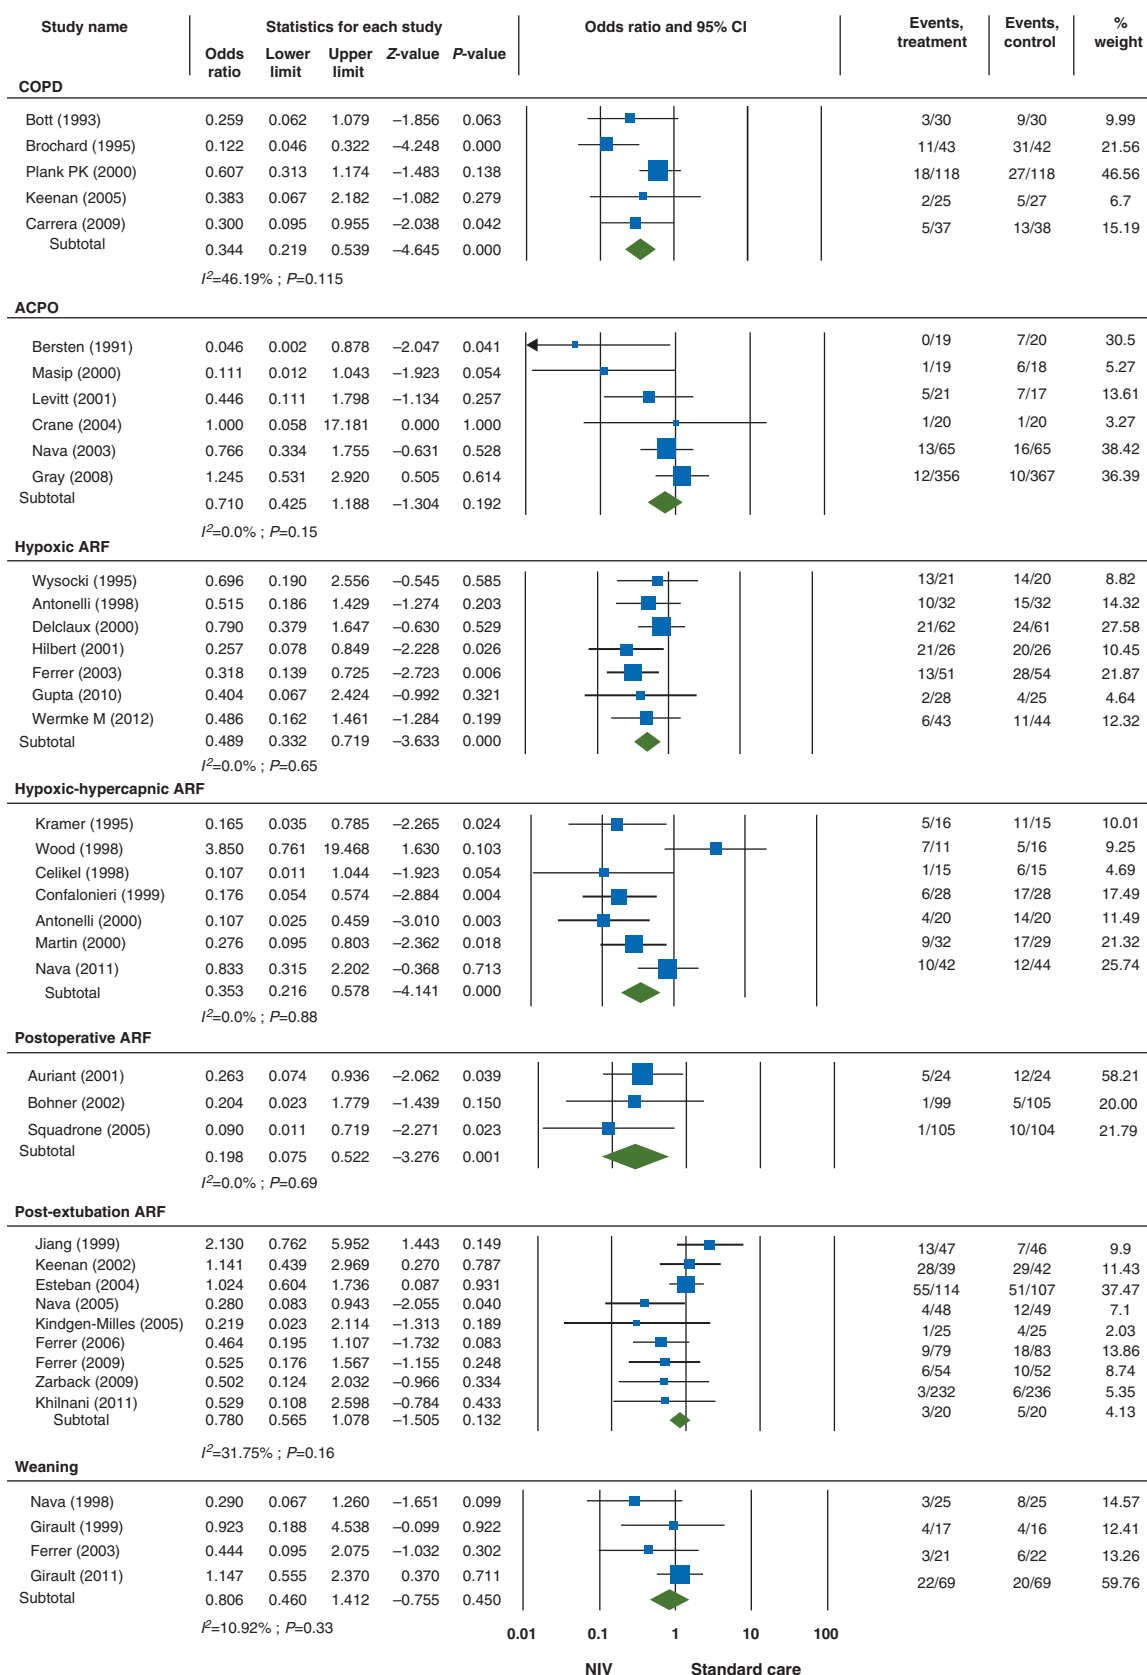 Study name Statistics for each study Odds ratio and 95% CI Events, treatment Events, control % weight
Odds ratio Lower limit Upper limit Z-value P-value
COPD
Bott (1993) 0.259 0.062 1.079 –1.856 0.063 3/30 9/30 9.99
Brochard (1995) 0.122 0.046 0.322 –4.248 0.000 11/43 31/42 21.56
Plank PK (2000) 0.607 0.313 1.174 –1.483 0.138 18/118 27/118 46.56
Keenan (2005) 0.383 0.067 2.182 –1.082 0.279 2/25 5/27 6.7
Carrera (2009) 0.300 0.095 0.955 –2.038 0.042 5/37 13/38 15.19
Subtotal 0.344 0.219 0.539 –4.645 0.000
I²=46.19% ; P=0.115
ACPO
Bersten (1991) 0.046 0.002 0.878 –2.047 0.041 0/19 7/20 30.5
Masip (2000) 0.111 0.012 1.043 –1.923 0.054 1/19 6/18 5.27
Levitt (2001) 0.446 0.111 1.798 –1.134 0.257 5/21 7/17 13.61
Crane (2004) 1.000 0.058 17.181 0.000 1.000 1/20 1/20 3.27
Nava (2003) 0.766 0.334 1.755 –0.631 0.528 13/65 16/65 38.42
Gray (2008) 1.245 0.531 2.920 0.505 0.614 12/356 10/367 36.39
Subtotal 0.710 0.425 1.188 –1.304 0.192
I²=0.0% ; P=0.15
Hypoxic ARF
Wysocki (1995) 0.696 0.190 2.556 –0.545 0.585 13/21 14/20 8.82
Antonelli (1998) 0.515 0.186 1.429 –1.274 0.203 10/32 15/32 14.32
Delclaux (2000) 0.790 0.379 1.647 –0.630 0.529 21/62 24/61 27.58
Hilbert (2001) 0.257 0.078 0.849 –2.228 0.026 21/26 20/26 10.45
Ferrer (2003) 0.318 0.139 0.725 –2.723 0.006 13/51 28/54 21.87
Gupta (2010) 0.404 0.067 2.424 –0.992 0.321 2/28 4/25 4.64
Wermke M (2012) 0.486 0.162 1.461 –1.284 0.199 6/43 11/44 12.32
Subtotal 0.489 0.332 0.719 –3.633 0.000
I²=0.0% ; P=0.65
Hypoxic-hypercapnic ARF
Kramer (1995) 0.165 0.035 0.785 –2.265 0.024 5/16 11/15 10.01
Wood (1998) 3.850 0.761 19.468 1.630 0.103 7/11 5/16 9.25
Celikel (1998) 0.107 0.011 1.044 –1.923 0.054 1/15 6/15 4.69
Confalonieri (1999) 0.176 0.054 0.574 –2.884 0.004 6/28 17/28 17.49
Antonelli (2000) 0.107 0.025 0.459 –3.010 0.003 4/20 14/20 11.49
Martin (2000) 0.276 0.095 0.803 –2.362 0.018 9/32 17/29 21.32
Nava (2011) 0.833 0.315 2.202 –0.368 0.713 10/42 12/44 25.74
Subtotal 0.353 0.216 0.578 –4.141 0.000
I²=0.0% ; P=0.88
Postoperative ARF
Auriant (2001) 0.263 0.074 0.936 –2.062 0.039 5/24 12/24 58.21
Bohner (2002) 0.204 0.023 1.779 –1.439 0.150 1/99 5/105 20.00
Squadrone (2005) 0.090 0.011 0.719 –2.271 0.023 1/105 10/104 21.79
Subtotal 0.198 0.075 0.522 –3.276 0.001
I²=0.0% ; P=0.69
Post-extubation ARF
Jiang (1999) 2.130 0.762 5.952 1.443 0.149 13/47 7/46 9.9
Keenan (2002) 1.141 0.439 2.969 0.270 0.787 28/39 29/42 11.43
Esteban (2004) 1.024 0.604 1.736 0.087 0.931 55/114 51/107 37.47
Nava (2005) 0.280 0.083 0.943 –2.055 0.040 4/48 12/49 7.1
Kindgen-Milles (2005) 0.219 0.023 2.114 –1.313 0.189 1/25 4/25 2.03
Ferrer (2006) 0.464 0.195 1.107 –1.732 0.083 9/79 18/83 13.86
Ferrer (2009) 0.525 0.176 1.567 –1.155 0.248 6/54 10/52 8.74
Zarback (2009) 0.502 0.124 2.032 –0.966 0.334 3/232 6/236 5.35
Khilnani (2011) 0.529 0.108 2.598 –0.784 0.433 3/20 5/20 4.13
Subtotal 0.780 0.565 1.078 –1.505 0.132
I²=31.75% ; P=0.16
Weaning
Nava (1998) 0.290 0.067 1.260 –1.651 0.099 3/25 8/25 14.57
Girault (1999) 0.923 0.188 4.538 –0.099 0.922 4/17 4/16 12.41
Ferrer (2003) 0.444 0.095 2.075 –1.032 0.302 3/21 6/22 13.26
Girault (2011) 1.147 0.555 2.370 0.370 0.711 22/69 20/69 59.76
Subtotal 0.806 0.460 1.412 –0.755 0.450
I²=10.92% ; P=0.33
0.01 0.1 1 10 100
NIV Standard care